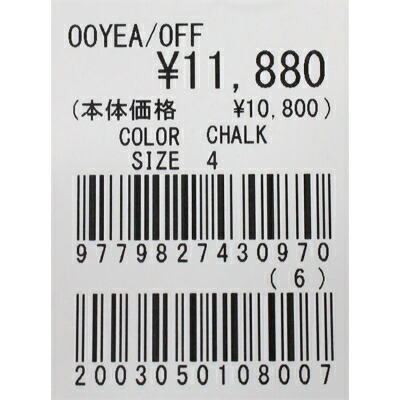 00YEA/OFF
¥11,880
(本体価格 ¥10,800)
COLOR CHALK
SIZE 4
9779827430970
(6)
2003050108007